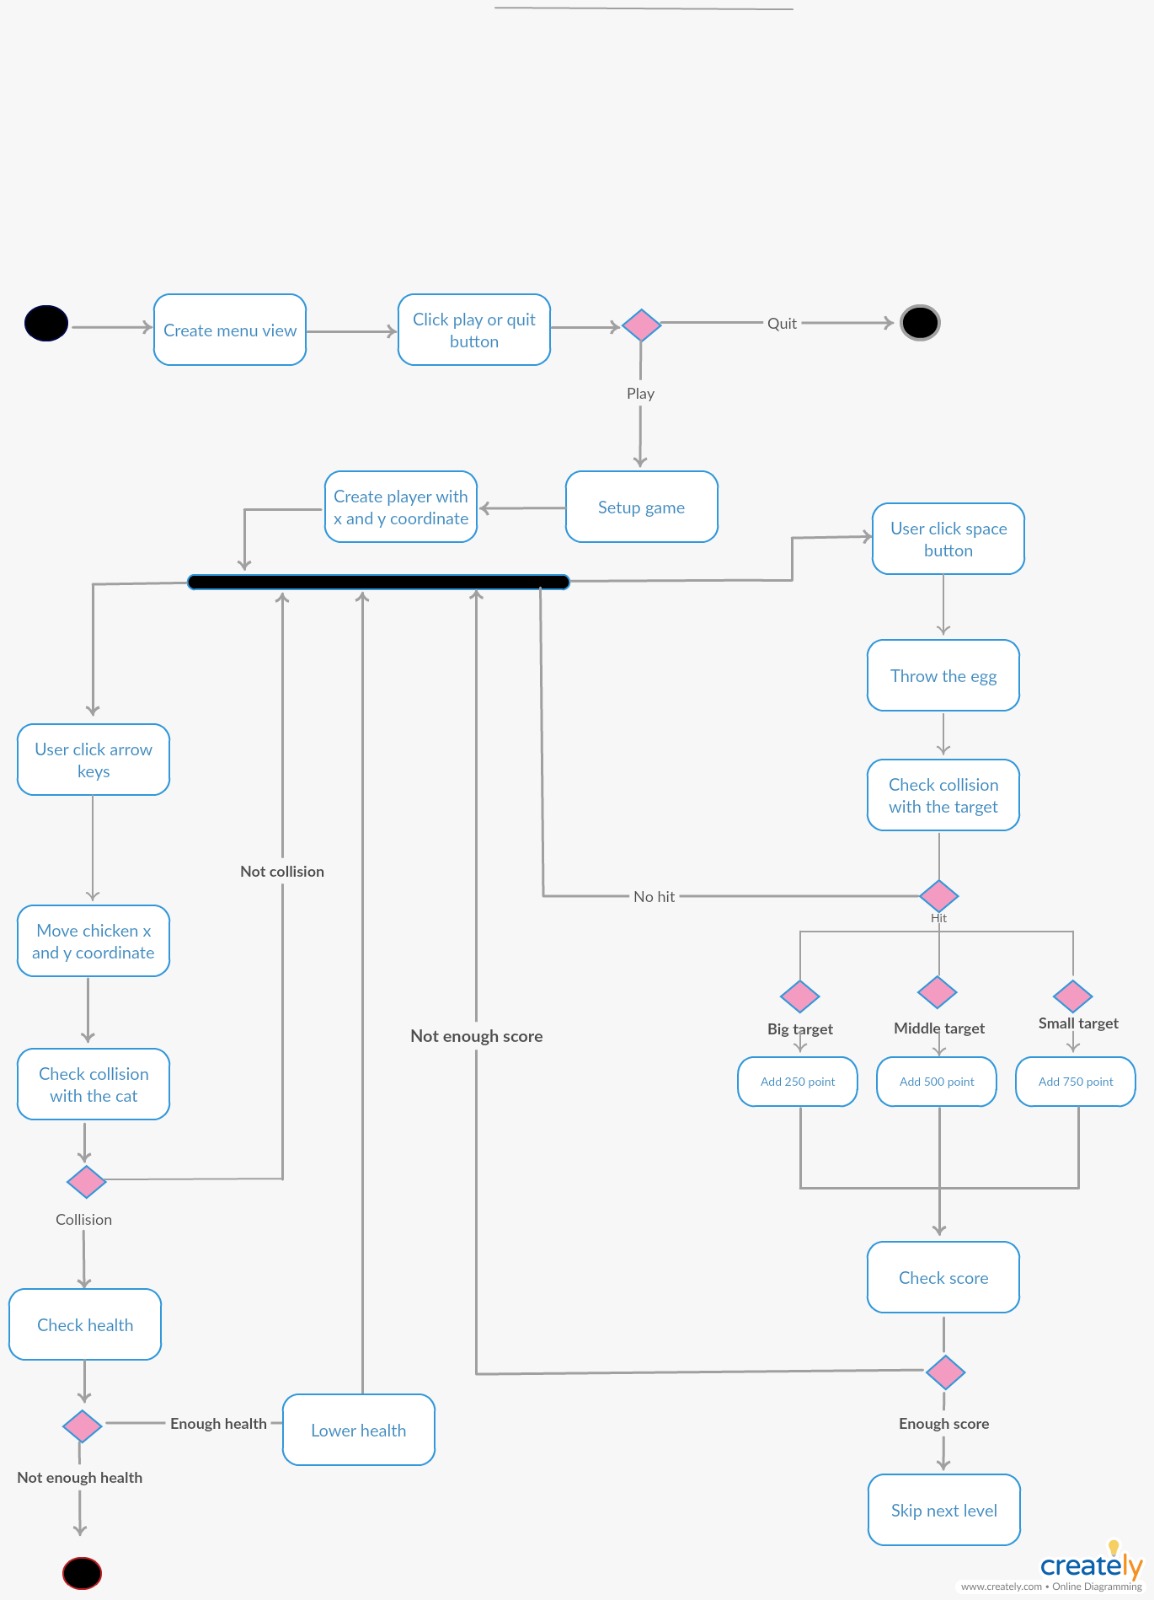 Create menu view
Click play or quit
button
Quit
Play
Create player with
x and y coordinate
Setup game
User click space
button
Throw the egg
User click arrow
keys
Check collision
with the target
Not collision
No hit
Hit
Move chicken x
and y coordinate
Not enough score
Big target
Middle target
Small target
Check collision
with the cat
Add 250 point
Add 500 point
Add 750 point
Collision
Check score
Check health
Enough health
Lower health
Enough score
Not enough health
Skip next level
creately
www.creately.com • Online Diagramming